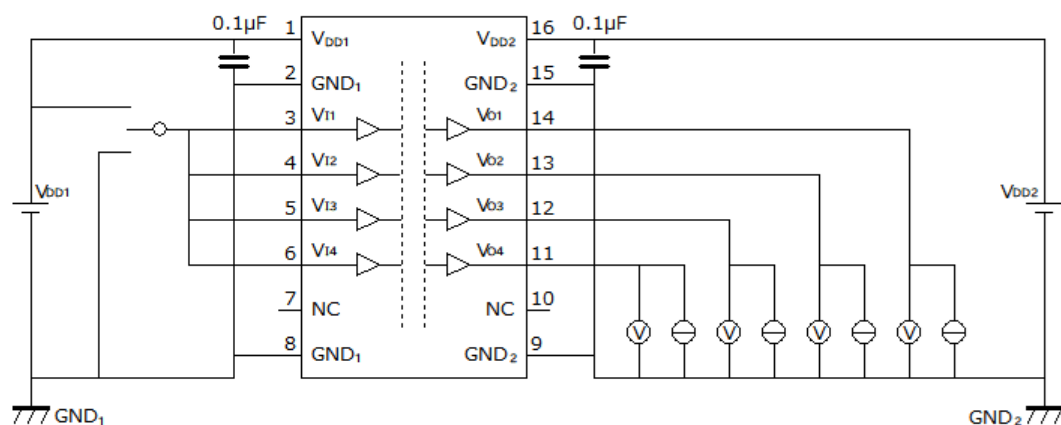 0.1µF 1 16 0.1µF
VDD1 VDD2
2 15
GND1 GND2
3 VI1 VO1 14
4 VI2 VO2 13
5 VI3 VO3 12
VDD1 VDD2
6 VI4 VO4 11
7 NC NC 10
V V V V
8 GND1 GND2 9
GND1 GND2